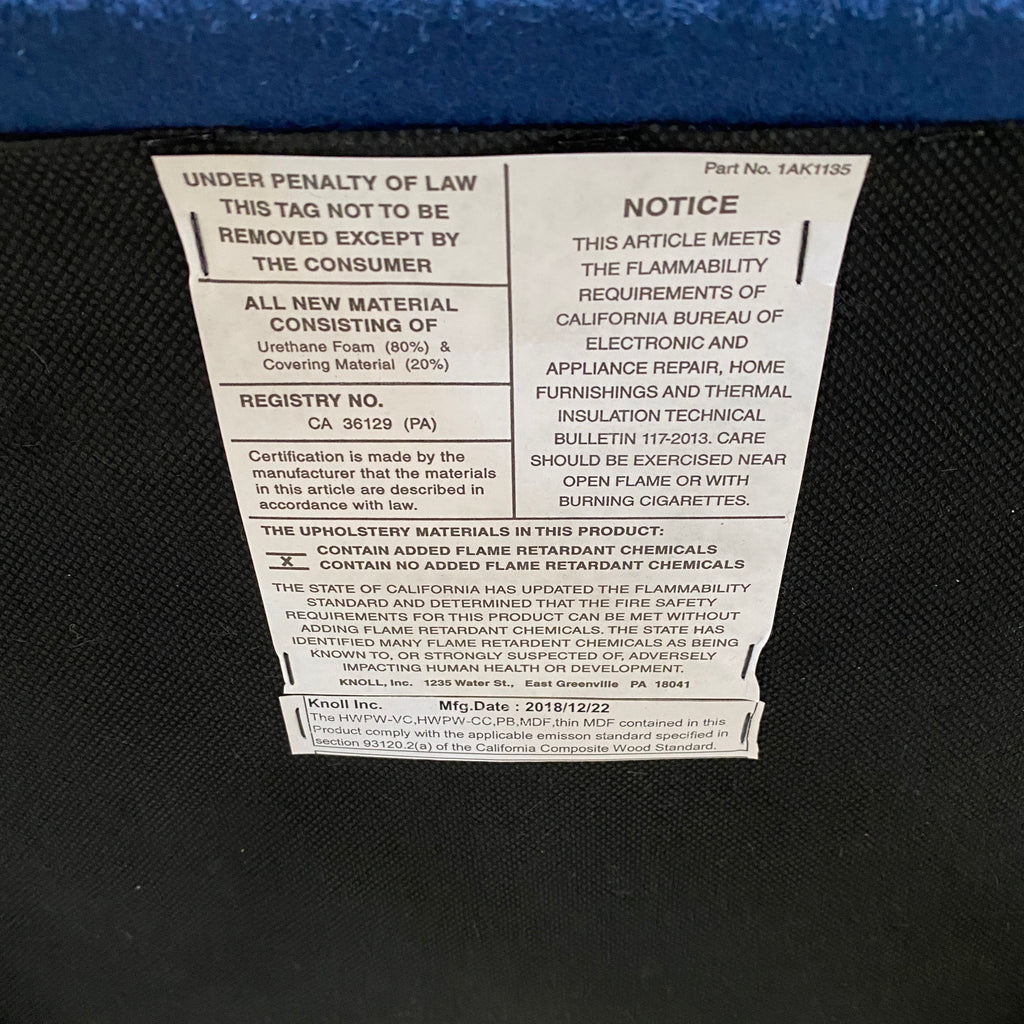 UNDER PENALTY OF LAW
THIS TAG NOT TO BE
REMOVED EXCEPT BY
THE CONSUMER
ALL NEW MATERIAL
CONSISTING OF
Urethane Foam (80%) &
Covering Material (20%)
REGISTRY NO.
CA 36129 (PA)
Certification is made by the
manufacturer that the materials
in this article are described in
accordance with law.
Part No. 1AK1135
NOTICE
THIS ARTICLE MEETS
THE FLAMMABILITY
REQUIREMENTS OF
CALIFORNIA BUREAU OF
ELECTRONIC AND
APPLIANCE REPAIR, HOME
FURNISHINGS AND THERMAL
INSULATION TECHNICAL
BULLETIN 117-2013. CARE
SHOULD BE EXERCISED NEAR
OPEN FLAME OR WITH
BURNING CIGARETTES.
THE UPHOLSTERY MATERIALS IN THIS PRODUCT:
CONTAIN ADDED FLAME RETARDANT CHEMICALS
X CONTAIN NO ADDED FLAME RETARDANT CHEMICALS
THE STATE OF CALIFORNIA HAS UPDATED THE FLAMMABILITY
STANDARD AND DETERMINED THAT THE FIRE SAFETY
REQUIREMENTS FOR THIS PRODUCT CAN BE MET WITHOUT
ADDING FLAME RETARDANT CHEMICALS. THE STATE HAS
IDENTIFIED MANY FLAME RETARDENT CHEMICALS AS BEING
KNOWN TO, OR STRONGLY SUSPECTED OF, ADVERSELY
IMPACTING HUMAN HEALTH OR DEVELOPMENT.
KNOLL, Inc. 1235 Water St., East Greenville PA 18041
Knoll Inc. Mfg.Date : 2018/12/22
The HWPW-VC,HWPW-CC,PB,MDF,thin MDF contained in this
Product comply with the applicable emisson standard specified in
section 93120.2(a) of the California Composite Wood Standard.